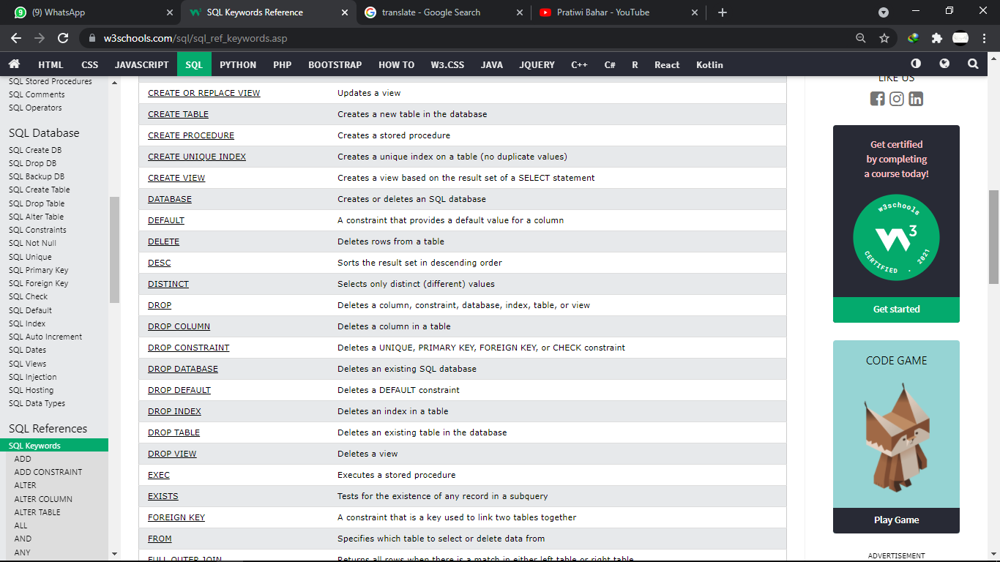 (9) WhatsApp
SQL Keywords Reference
translate - Google Search
Pratiwi Bahar - YouTube
w3schools.com/sql/sql_ref_keywords.asp
HTML CSS JAVASCRIPT SQL PYTHON PHP BOOTSTRAP HOW TO W3.CSS JAVA JQUERY C++ C# R React Kotlin
SQL Stored Procedures
SQL Comments
SQL Operators
SQL Database
SQL Create DB
SQL Drop DB
SQL Backup DB
SQL Create Table
SQL Drop Table
SQL Alter Table
SQL Constraints
SQL Not Null
SQL Unique
SQL Primary Key
SQL Foreign Key
SQL Check
SQL Default
SQL Index
SQL Auto Increment
SQL Dates
SQL Views
SQL Injection
SQL Hosting
SQL Data Types
SQL References
SQL Keywords
ADD
ADD CONSTRAINT
ALTER
ALTER COLUMN
ALTER TABLE
ALL
AND
ANY
CREATE OR REPLACE VIEW Updates a view
CREATE TABLE Creates a new table in the database
CREATE PROCEDURE Creates a stored procedure
CREATE UNIQUE INDEX Creates a unique index on a table (no duplicate values)
CREATE VIEW Creates a view based on the result set of a SELECT statement
DATABASE Creates or deletes an SQL database
DEFAULT A constraint that provides a default value for a column
DELETE Deletes rows from a table
DESC Sorts the result set in descending order
DISTINCT Selects only distinct (different) values
DROP Deletes a column, constraint, database, index, table, or view
DROP COLUMN Deletes a column in a table
DROP CONSTRAINT Deletes a UNIQUE, PRIMARY KEY, FOREIGN KEY, or CHECK constraint
DROP DATABASE Deletes an existing SQL database
DROP DEFAULT Deletes a DEFAULT constraint
DROP INDEX Deletes an index in a table
DROP TABLE Deletes an existing table in the database
DROP VIEW Deletes a view
EXEC Executes a stored procedure
EXISTS Tests for the existence of any record in a subquery
FOREIGN KEY A constraint that is a key used to link two tables together
FROM Specifies which table to select or delete data from
FULL OUTER JOIN Returns all rows when there is a match in either left table or right table
LIKE US
Get certified
by completing
a course today!
w3schools
W3
CERTIFIED . 2021
Get started
CODE GAME
Play Game
ADVERTISEMENT